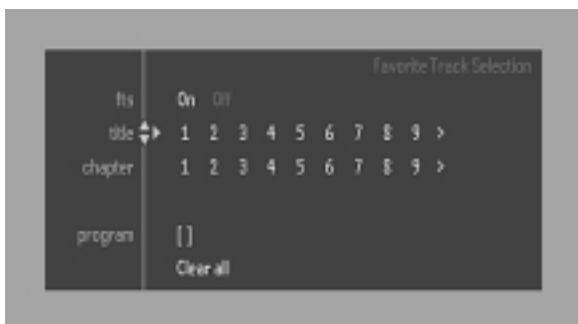 Favorite Track Selection
fts On Off
title 1 2 3 4 5 6 7 8 9 >
chapter 1 2 3 4 5 6 7 8 9 >
program [ ]
Clear all